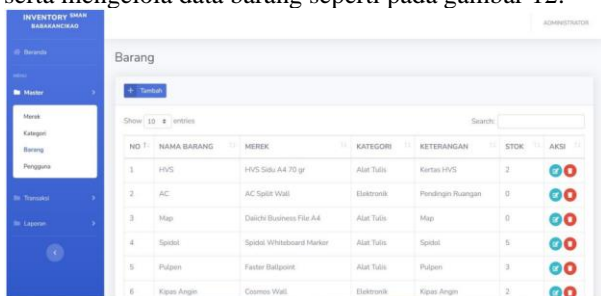 serta mengelola data barang seperti pada gambar 12.
INVENTORY SMAN
BABAKANCIKAO
ADMINISTRATOR
Beranda
Barang
MENU
Master
+ Tambah
Merek
Kategori
Barang
Pengguna
Show 10 entries
Search:
NO NAMA BARANG MEREK KATEGORI KETERANGAN STOK AKSI
1 HVS HVS Sidu A4 70 gr Alat Tulis Kertas HVS 2
2 AC AC Split Wall Elektronik Pendingin Ruangan 0
3 Map Daiichi Business File A4 Alat Tulis Map 0
4 Spidol Spidol Whiteboard Marker Alat Tulis Spidol 5
5 Pulpen Faster Ballpoint Alat Tulis Pulpen 3
6 Kipas Angin Cosmos Wall Elektronik Kipas Angin 2
Transaksi
Laporan